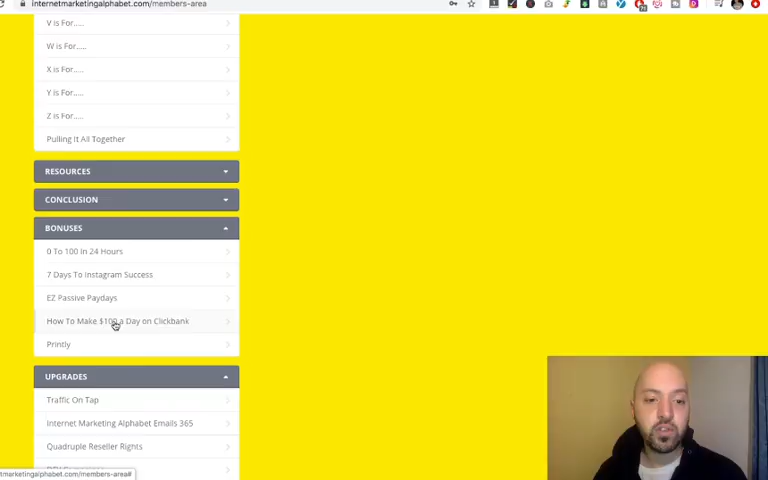 internetmarketingalphabet.com/members-area
V is For.....
W is For.....
X is For.....
Y is For.....
Z is For.....
Pulling It All Together
RESOURCES
CONCLUSION
BONUSES
0 To 100 in 24 Hours
7 Days To Instagram Success
EZ Passive Paydays
How To Make $100 a Day on Clickbank
Printly
UPGRADES
Traffic On Tap
Internet Marketing Alphabet Emails 365
Quadruple Reseller Rights
tmarketingalphabet.com/members-area#